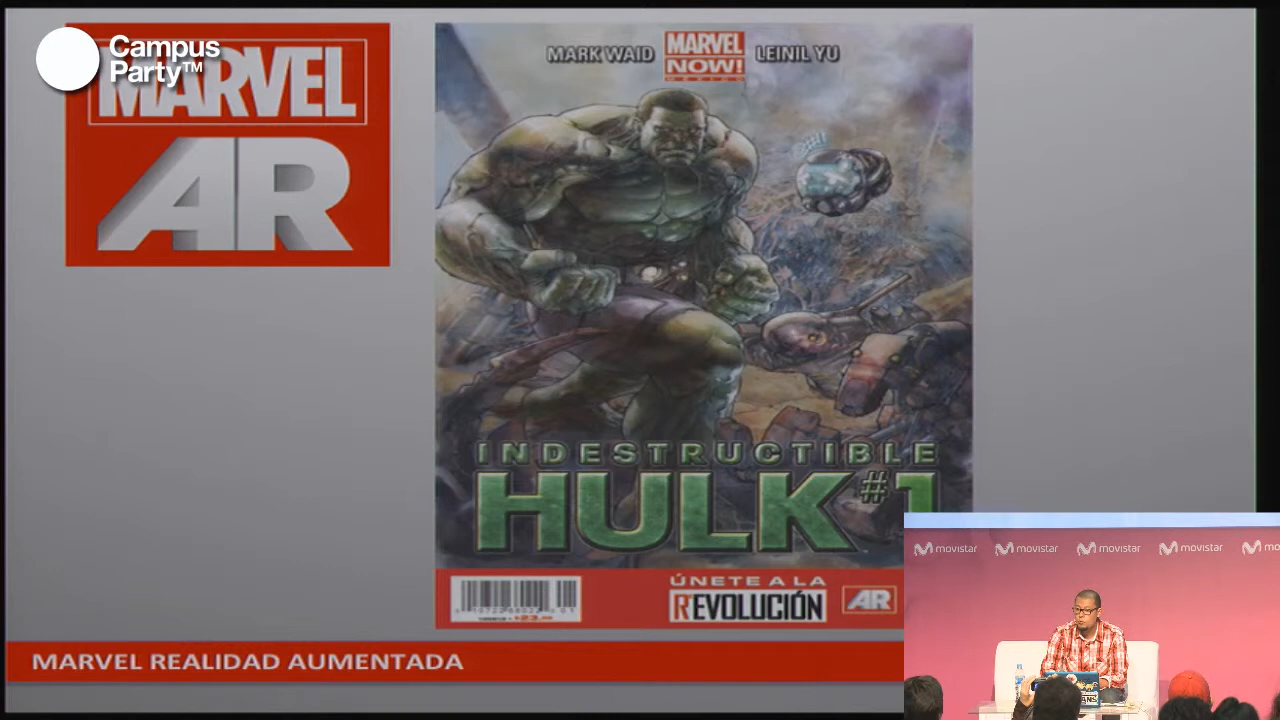 Campus
Party™
MARVEL
AR
MARK WAID
MARVEL
NOW!
LEINIL YU
INDESTRUCTIBLE
HULK #1
ÚNETE A LA
REVOLUCIÓN
AR
MARVEL REALIDAD AUMENTADA
movistar
movistar
movistar
movistar
mo